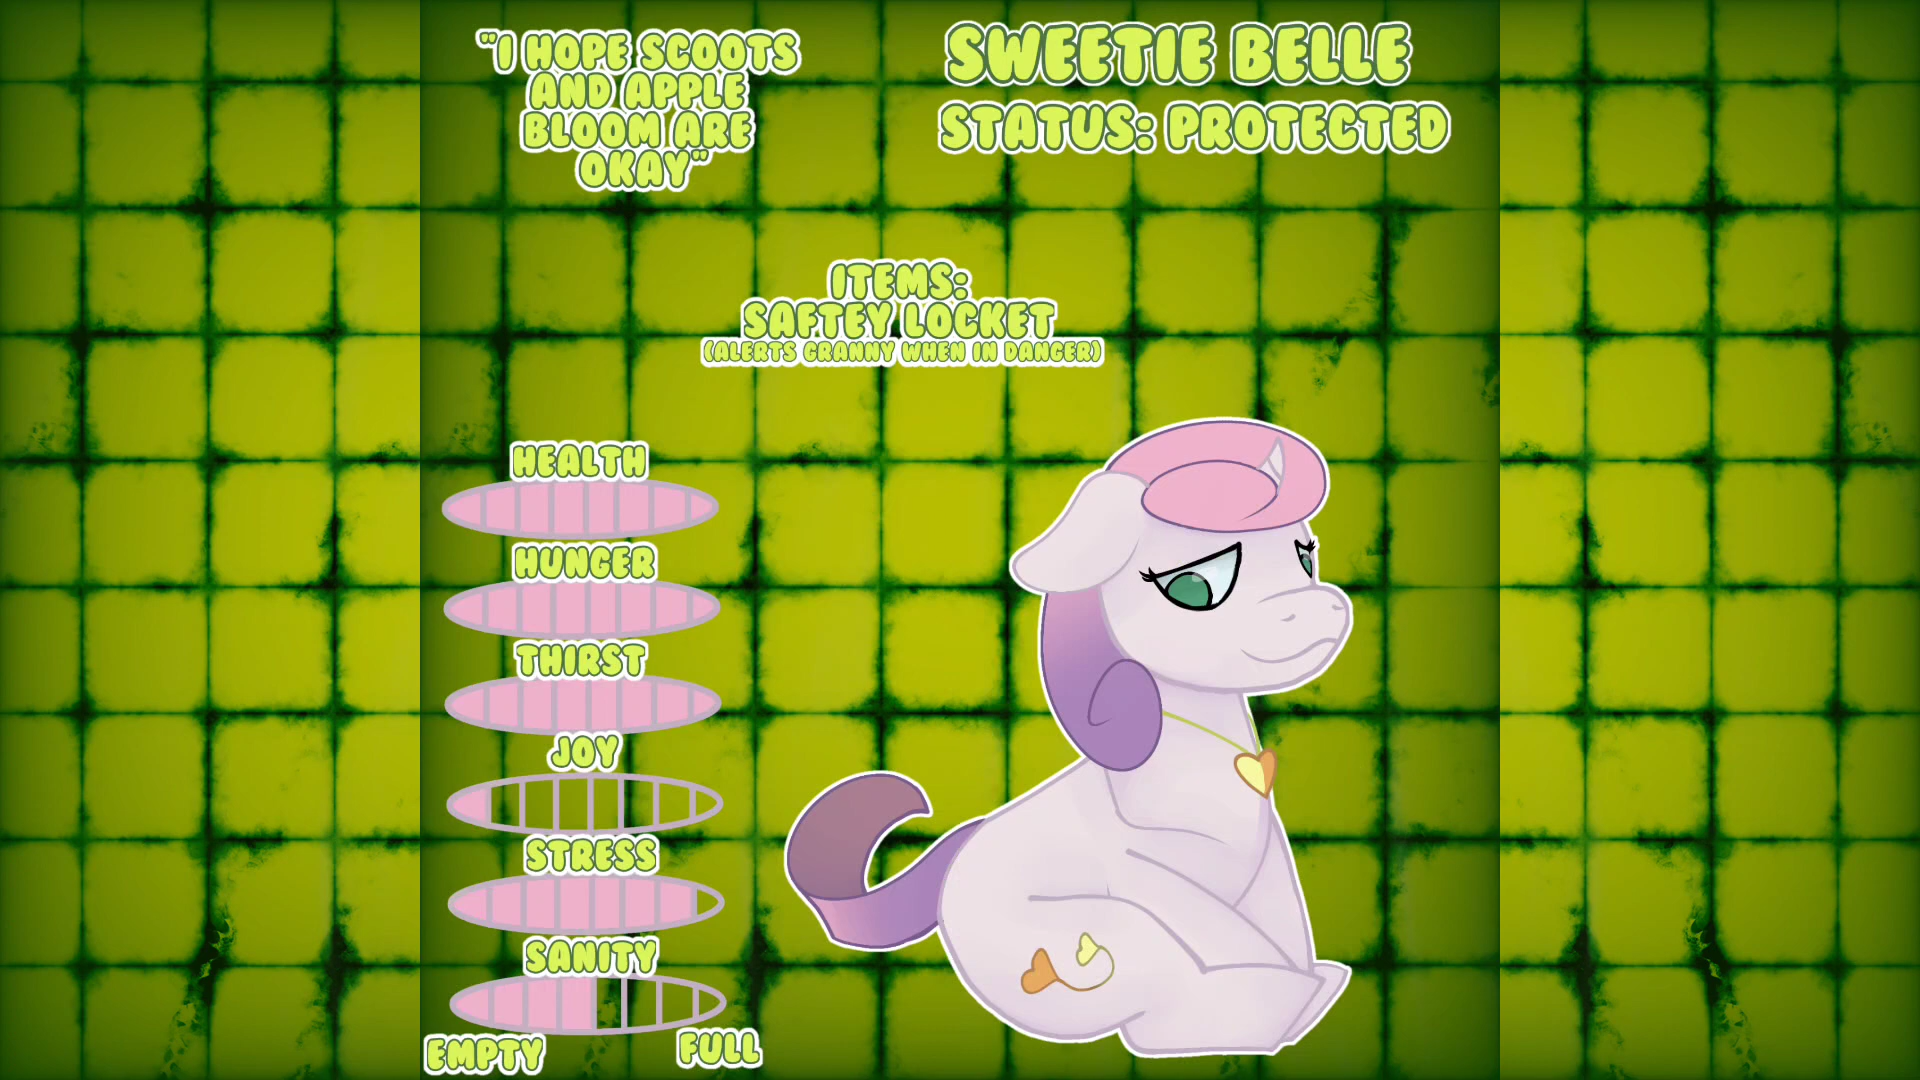 "I HOPE SCOOTS
AND APPLE
BLOOM ARE
OKAY"
SWEETIE BELLE
STATUS: PROTECTED
ITEMS:
SAFTEY LOCKET
(ALERTS GRANNY WHEN IN DANGER)
HEALTH
HUNGER
THIRST
JOY
STRESS
SANITY
EMPTY
FULL